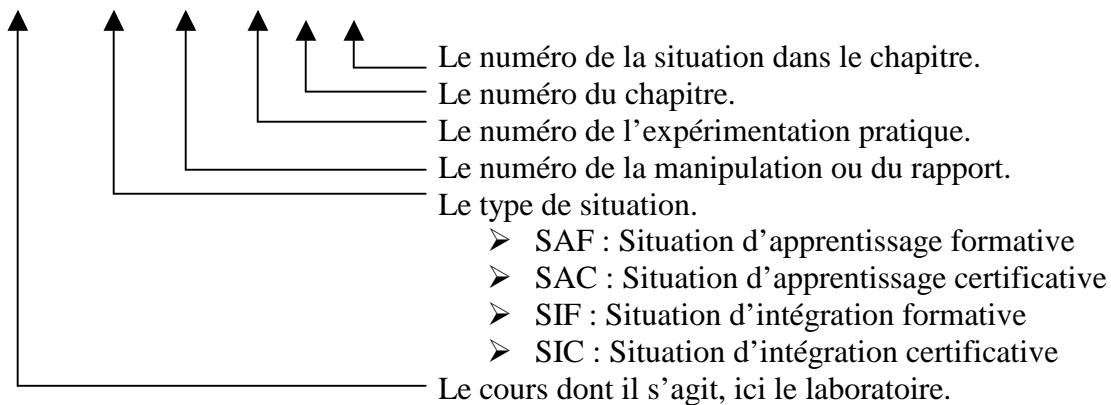 Le numéro de la situation dans le chapitre.
Le numéro du chapitre.
Le numéro de l’expérimentation pratique.
Le numéro de la manipulation ou du rapport.
Le type de situation.
➢ SAF : Situation d’apprentissage formative
➢ SAC : Situation d’apprentissage certificative
➢ SIF : Situation d’intégration formative
➢ SIC : Situation d’intégration certificative
Le cours dont il s’agit, ici le laboratoire.